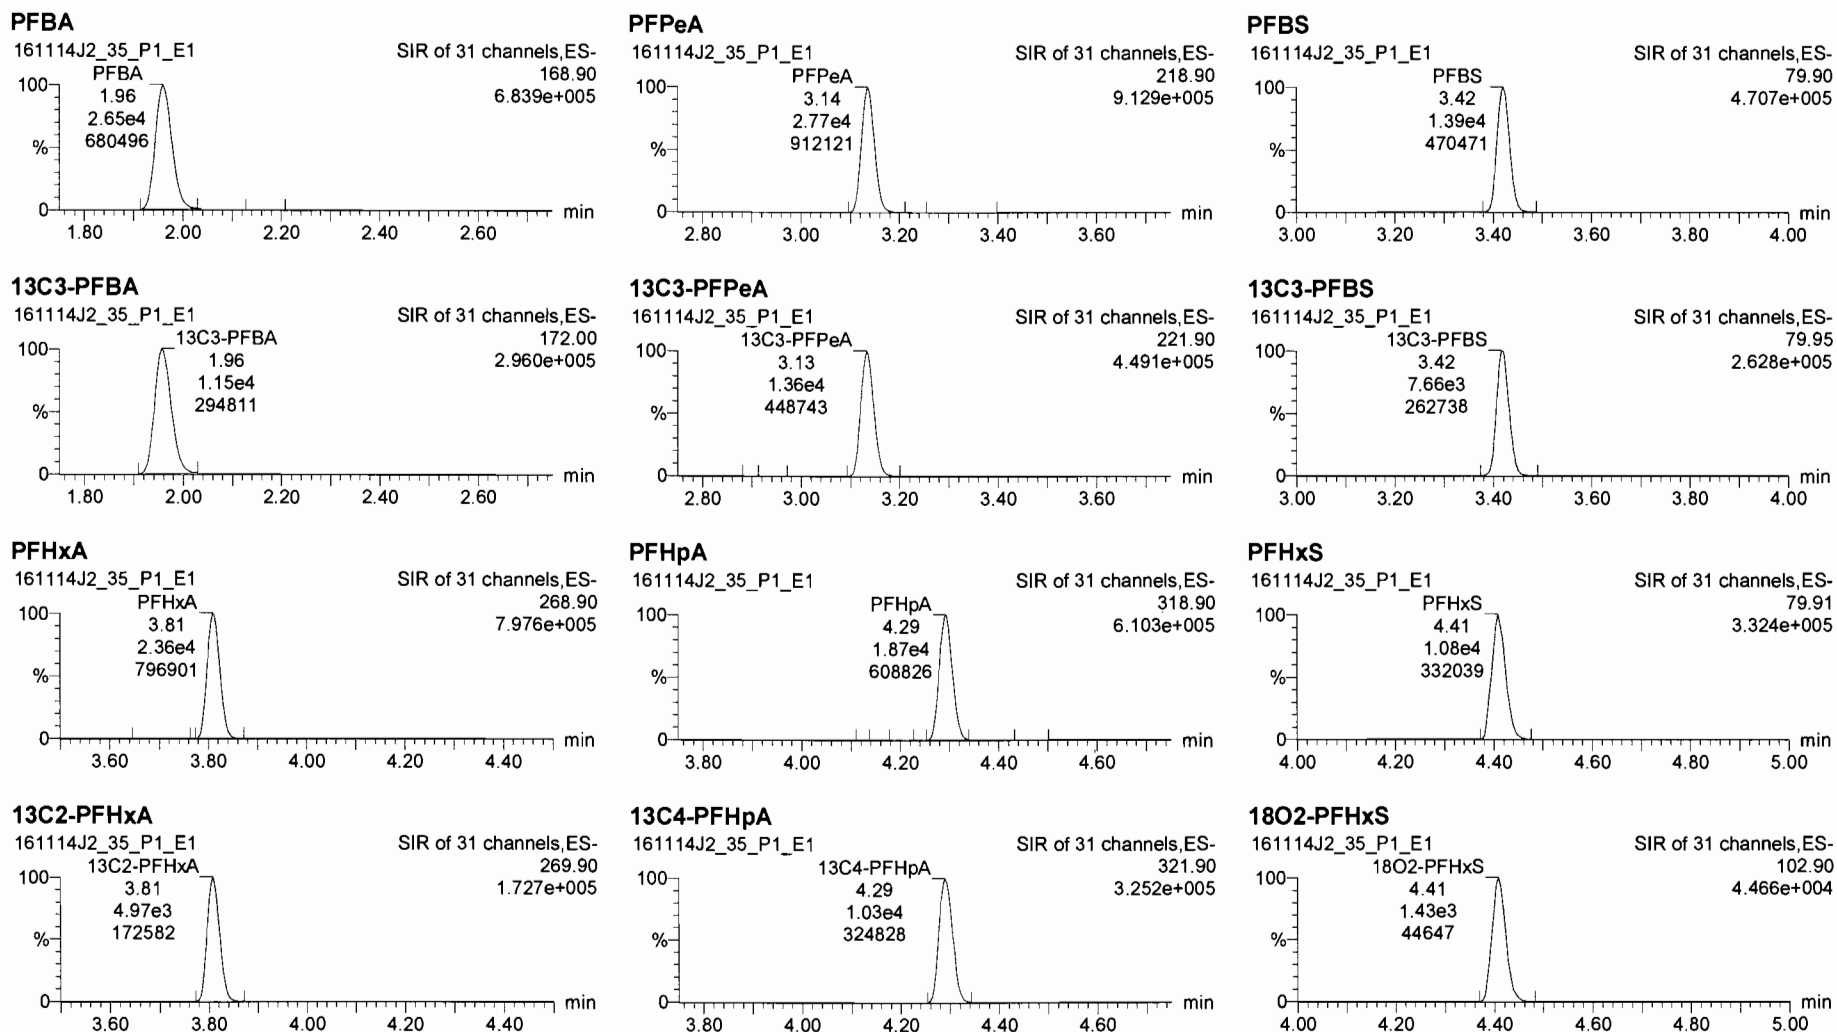 PFBA
161114J2_35_P1_E1
SIR of 31 channels,ES-
168.90
6.839e+005
PFBA
1.96
2.65e4
680496
100
%
0
min
1.80 2.00 2.20 2.40 2.60
PFPeA
161114J2_35_P1_E1
SIR of 31 channels,ES-
218.90
9.129e+005
PFPeA
3.14
2.77e4
912121
100
%
0
min
2.80 3.00 3.20 3.40 3.60
PFBS
161114J2_35_P1_E1
SIR of 31 channels,ES-
79.90
4.707e+005
PFBS
3.42
1.39e4
470471
100
%
0
min
3.00 3.20 3.40 3.60 3.80 4.00
13C3-PFBA
161114J2_35_P1_E1
SIR of 31 channels,ES-
172.00
2.960e+005
13C3-PFBA
1.96
1.15e4
294811
100
%
0
min
1.80 2.00 2.20 2.40 2.60
13C3-PFPeA
161114J2_35_P1_E1
SIR of 31 channels,ES-
221.90
4.491e+005
13C3-PFPeA
3.13
1.36e4
448743
100
%
0
min
2.80 3.00 3.20 3.40 3.60
13C3-PFBS
161114J2_35_P1_E1
SIR of 31 channels,ES-
79.95
2.628e+005
13C3-PFBS
3.42
7.66e3
262738
100
%
0
min
3.00 3.20 3.40 3.60 3.80 4.00
PFHxA
161114J2_35_P1_E1
SIR of 31 channels,ES-
268.90
7.976e+005
PFHxA
3.81
2.36e4
796901
100
%
0
min
3.60 3.80 4.00 4.20 4.40
PFHpA
161114J2_35_P1_E1
SIR of 31 channels,ES-
318.90
6.103e+005
PFHpA
4.29
1.87e4
608826
100
%
0
min
3.80 4.00 4.20 4.40 4.60
PFHxS
161114J2_35_P1_E1
SIR of 31 channels,ES-
79.91
3.324e+005
PFHxS
4.41
1.08e4
332039
100
%
0
min
4.00 4.20 4.40 4.60 4.80 5.00
13C2-PFHxA
161114J2_35_P1_E1
SIR of 31 channels,ES-
269.90
1.727e+005
13C2-PFHxA
3.81
4.97e3
172582
100
%
0
min
3.60 3.80 4.00 4.20 4.40
13C4-PFHpA
161114J2_35_P1_E1
SIR of 31 channels,ES-
321.90
3.252e+005
13C4-PFHpA
4.29
1.03e4
324828
100
%
0
min
3.80 4.00 4.20 4.40 4.60
18O2-PFHxS
161114J2_35_P1_E1
SIR of 31 channels,ES-
102.90
4.466e+004
18O2-PFHxS
4.41
1.43e3
44647
100
%
0
min
4.00 4.20 4.40 4.60 4.80 5.00